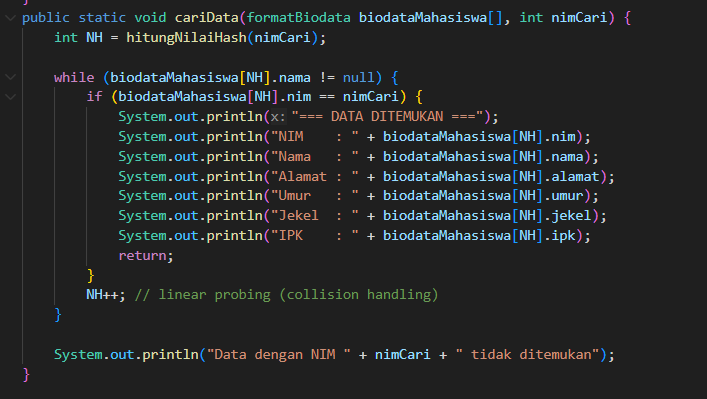 }
public static void cariData(formatBiodata biodataMahasiswa[], int nimCari) {
    int NH = hitungNilaiHash(nimCari);

    while (biodataMahasiswa[NH].nama != null) {
        if (biodataMahasiswa[NH].nim == nimCari) {
            System.out.println(x: "=== DATA DITEMUKAN ===");
            System.out.println("NIM    : " + biodataMahasiswa[NH].nim);
            System.out.println("Nama   : " + biodataMahasiswa[NH].nama);
            System.out.println("Alamat : " + biodataMahasiswa[NH].alamat);
            System.out.println("Umur   : " + biodataMahasiswa[NH].umur);
            System.out.println("Jekel  : " + biodataMahasiswa[NH].jekel);
            System.out.println("IPK    : " + biodataMahasiswa[NH].ipk);
            return;
        }
        NH++; // linear probing (collision handling)
    }

    System.out.println("Data dengan NIM " + nimCari + " tidak ditemukan");
}